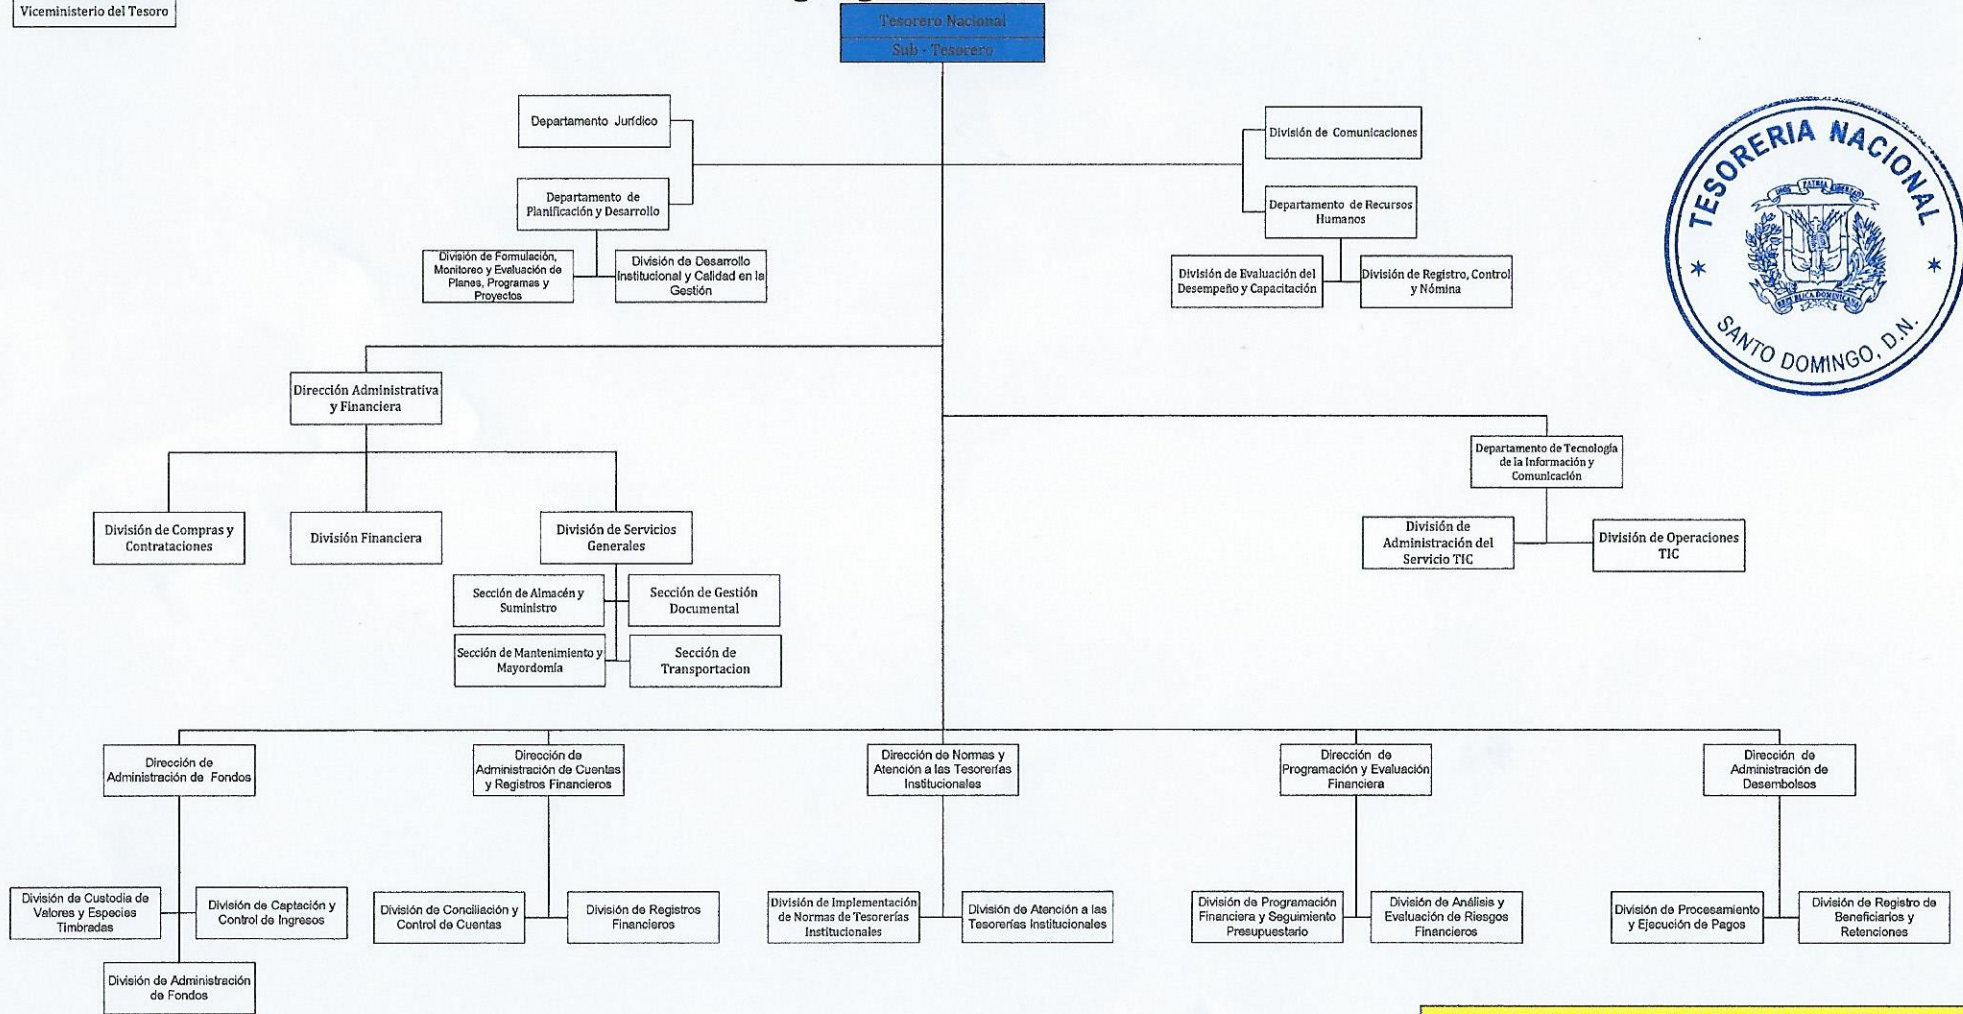 Viceministerio del Tesoro
Tesorero Nacional
Sub - Tesorero
Departamento Jurídico
División de Comunicaciones
Departamento de
Planificación y Desarrollo
Departamento de Recursos
Humanos
División de Formulación,
Monitoreo y Evaluación de
Planes, Programas y
Proyectos
División de Desarrollo
Institucional y Calidad en la
Gestión
División de Evaluación del
Desempeño y Capacitación
División de Registro, Control
y Nómina
TESORERIA NACIONAL
DIOS PATRIA LIBERTAD
REPUBLICA DOMINICANA
SANTO DOMINGO, D.N.
Dirección Administrativa
y Financiera
Departamento de Tecnología
de la Información y
Comunicación
División de Compras y
Contrataciones
División Financiera
División de Servicios
Generales
División de
Administración del
Servicio TIC
División de Operaciones
TIC
Sección de Almacén y
Suministro
Sección de Gestión
Documental
Sección de Mantenimiento y
Mayordomía
Sección de
Transportacion
Dirección de
Administración de Fondos
Dirección de
Administración de Cuentas
y Registros Financieros
Dirección de Normas y
Atención a las Tesorerías
Institucionales
Dirección de
Programación y Evaluación
Financiera
Dirección de
Administración de
Desembolsos
División de Custodia de
Valores y Especies
Timbradas
División de Captación y
Control de Ingresos
División de Conciliación y
Control de Cuentas
División de Registros
Financieros
División de Implementación
de Normas de Tesorerías
Institucionales
División de Atención a las
Tesorerías Institucionales
División de Programación
Financiera y Seguimiento
Presupuestario
División de Análisis y
Evaluación de Riesgos
Financieros
División de Procesamiento
y Ejecución de Pagos
División de Registro de
Beneficiarios y
Retenciones
División de Administración
de Fondos